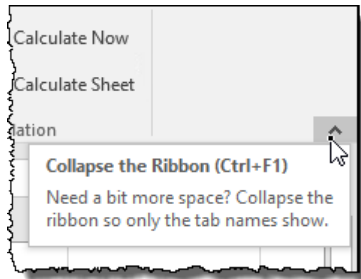 Calculate Now
Calculate Sheet
lation
Collapse the Ribbon (Ctrl+F1)
Need a bit more space? Collapse the
ribbon so only the tab names show.